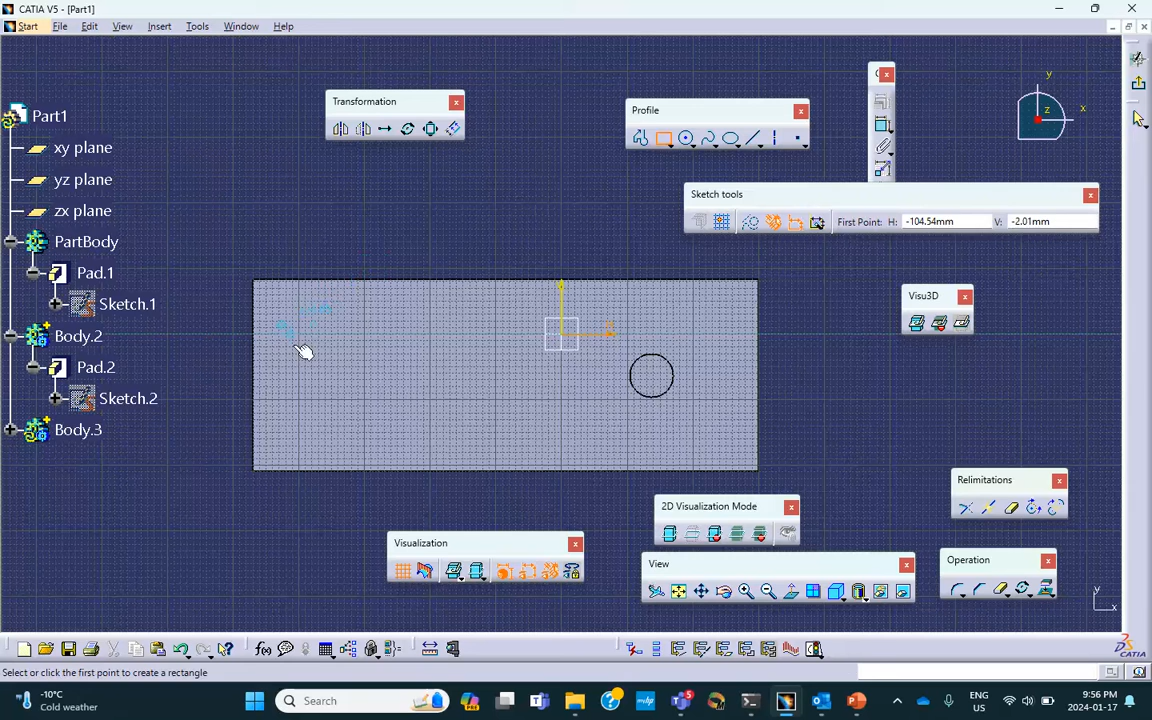 CATIA V5 - [Part1]
Start File Edit View Insert Tools Window Help
Transformation
Profile
y
x
z
Sketch tools
First Point: H: -104.54mm V: -2.01mm
Part1
xy plane
yz plane
zx plane
PartBody
Pad.1
Sketch.1
Body.2
Pad.2
Sketch.2
Body.3
Visu3D
Relimitations
2D Visualization Mode
Visualization
View
Operation
y
x
CATIA
Select or click the first point to create a rectangle
-10°C
Cold weather
Search
ENG
CANS
9:56 PM
2024-01-17